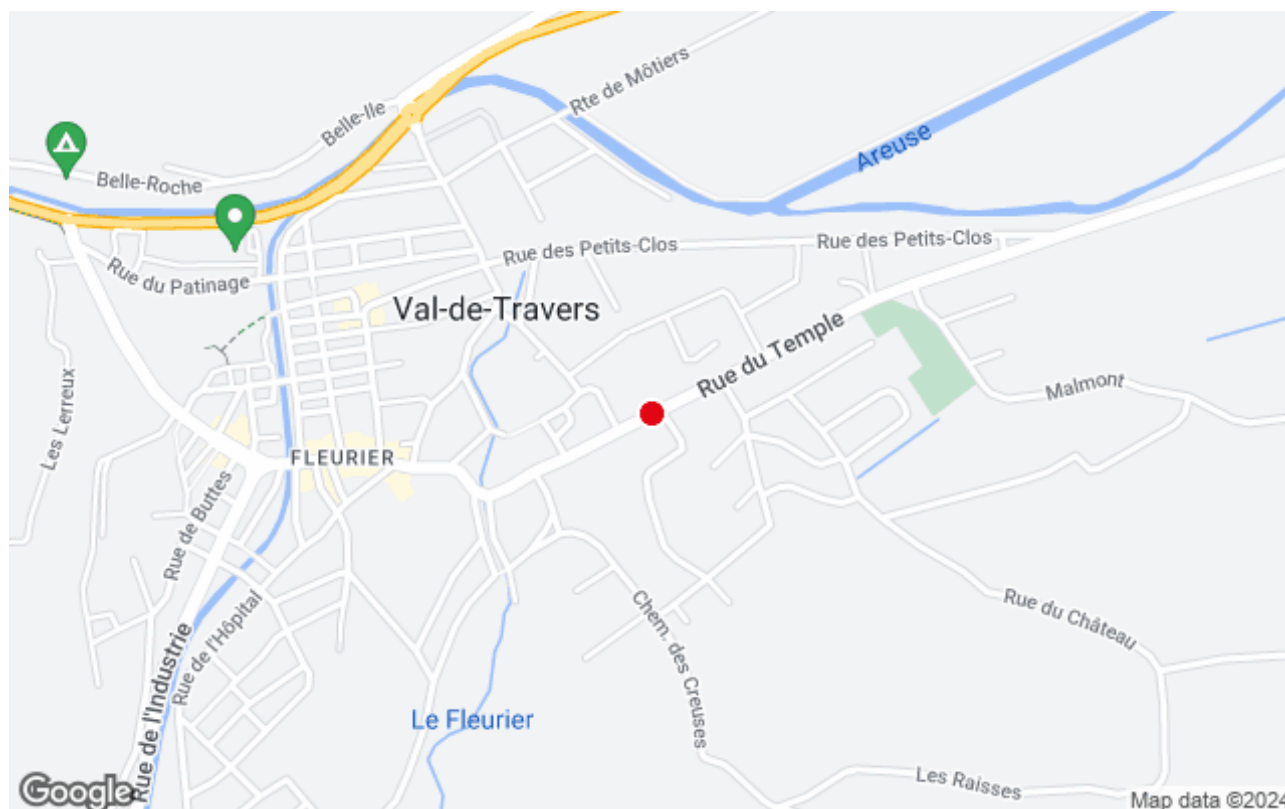 Rte de Môtiers
Belle-Ile
Areuse
Belle-Roche
Rue des Petits-Clos
Rue des Petits-Clos
Rue du Patinage
Val-de-Travers
Rue du Temple
Malmont
Les Lerreux
FLEURIER
Rue de Buttes
Rue de l'Hôpital
Chem. des Creuses
Rue du Château
Rue de l'Industrie
Le Fleurier
Les Raisses
Google
Map data ©2024